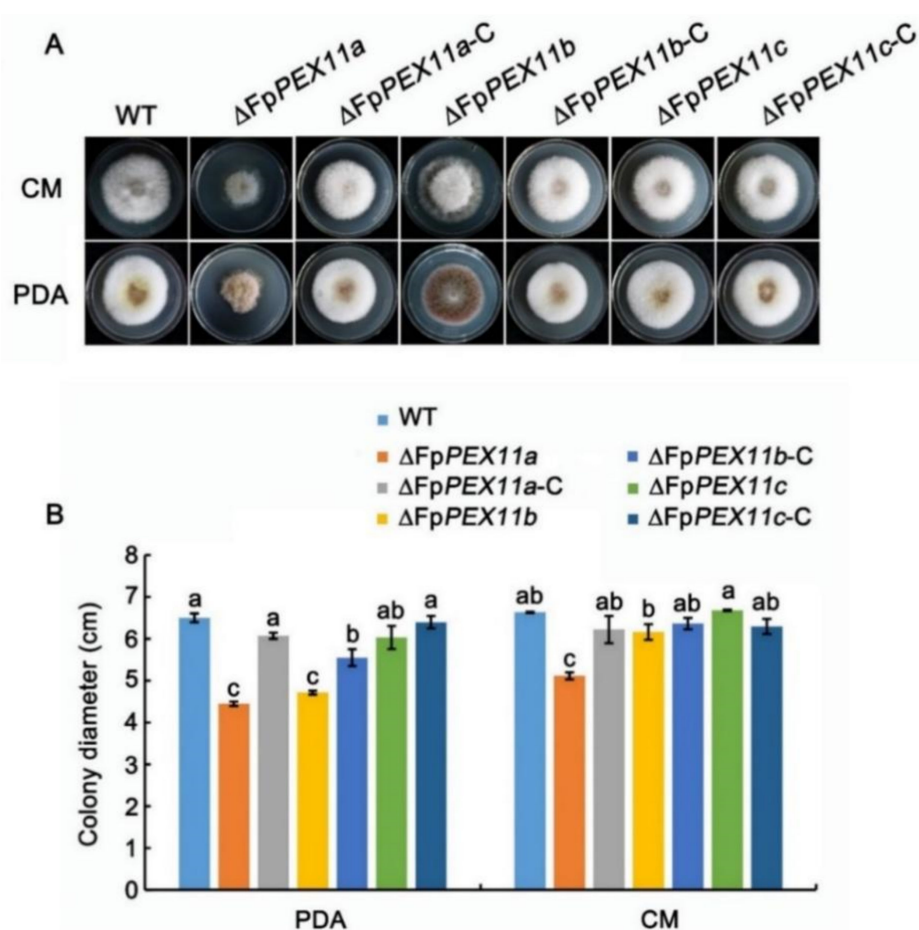 A
WT ΔFpPEX11a ΔFpPEX11a-C ΔFpPEX11b ΔFpPEX11b-C ΔFpPEX11c ΔFpPEX11c-C
CM
PDA
WT
ΔFpPEX11a ΔFpPEX11b-C
ΔFpPEX11a-C ΔFpPEX11c
ΔFpPEX11b ΔFpPEX11c-C
B
Colony diameter (cm)
8
7
6
5
4
3
2
1
0
a c a c b ab a ab c ab b ab a ab
PDA CM